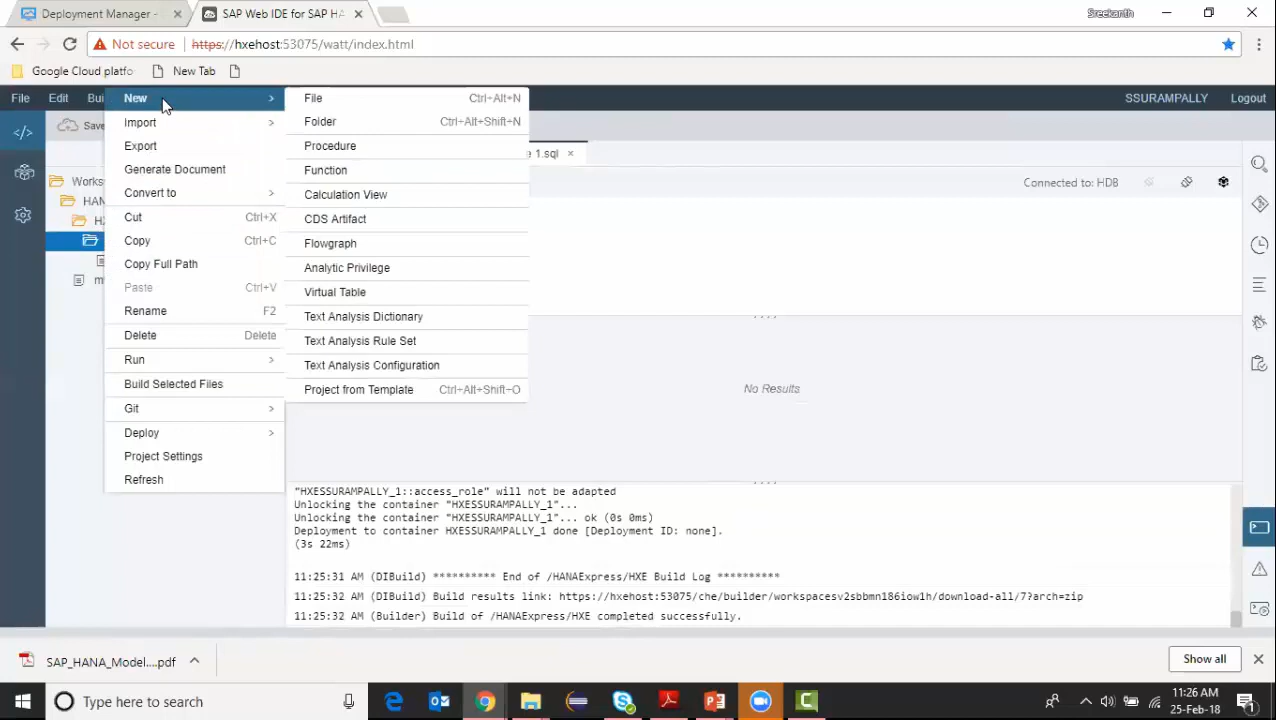 Deployment Manager -
SAP Web IDE for SAP HA
Sreekanth
Not secure
https://hxehost:53075/watt/index.html
Google Cloud platfo
New Tab
File
Edit
Bui
SSURAMPALLY
Logout
Save
New
Import
Export
Generate Document
Convert to
Cut Ctrl+X
Copy Ctrl+C
Copy Full Path
Paste Ctrl+V
Rename F2
Delete Delete
Run
Build Selected Files
Git
Deploy
Project Settings
Refresh
File Ctrl+Alt+N
Folder Ctrl+Alt+Shift+N
Procedure
Function
Calculation View
CDS Artifact
Flowgraph
Analytic Privilege
Virtual Table
Text Analysis Dictionary
Text Analysis Rule Set
Text Analysis Configuration
Project from Template Ctrl+Alt+Shift+O
Works
HAN
H
m
e 1.sql
Connected to: HDB
No Results
"HXESSURAMPALLY_1::access_role" will not be adapted
Unlocking the container "HXESSURAMPALLY_1"...
Unlocking the container "HXESSURAMPALLY_1"... ok (0s 0ms)
Deployment to container HXESSURAMPALLY_1 done [Deployment ID: none].
(3s 22ms)
11:25:31 AM (DIBuild) ********** End of /HANAExpress/HXE Build Log **********
11:25:32 AM (DIBuild) Build results link: https://hxehost:53075/che/builder/workspacesv2sbbmn186iow1h/download-all/7?arch=zip
11:25:32 AM (Builder) Build of /HANAExpress/HXE completed successfully.
SAP_HANA_Model....pdf
Show all
Type here to search
11:26 AM
25-Feb-18